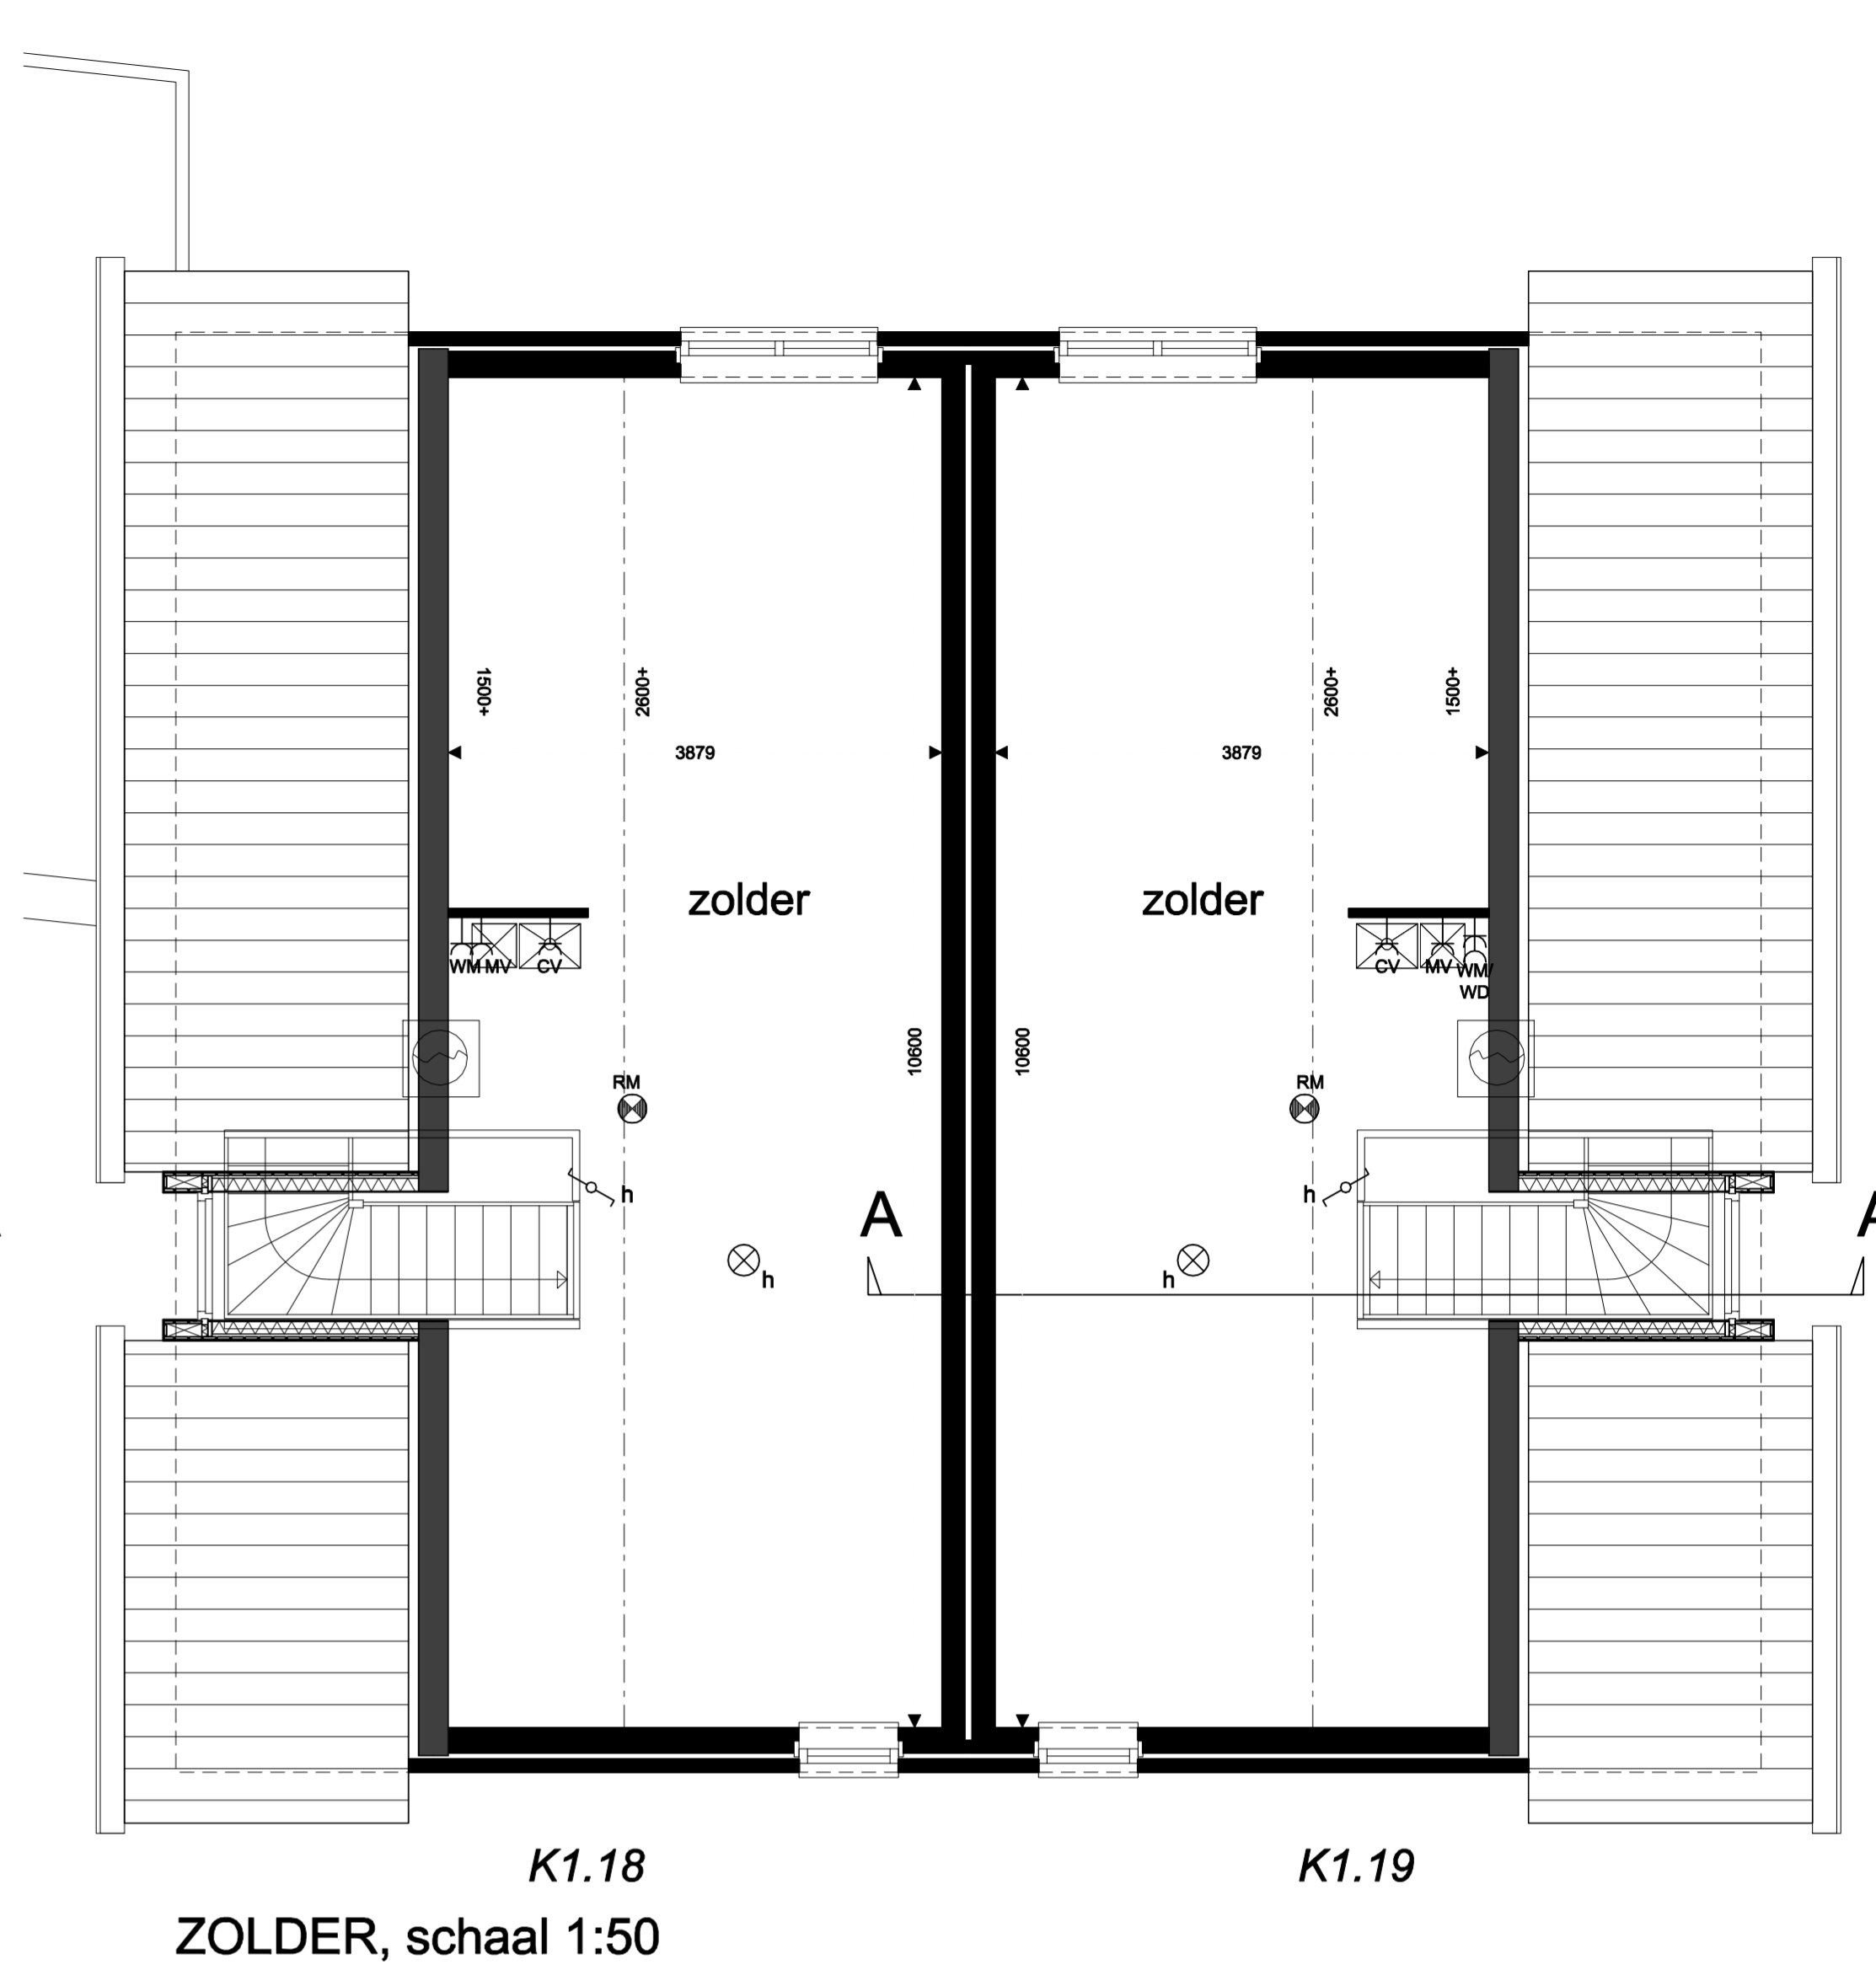 1500+
2600+
2600+
1500+
3879
3879
zolder
zolder
WM MV CV
CV MV WM/
WD
10600
10600
RM
RM
h
h
A
A
h
h
K1.18
K1.19
ZOLDER, schaal 1:50